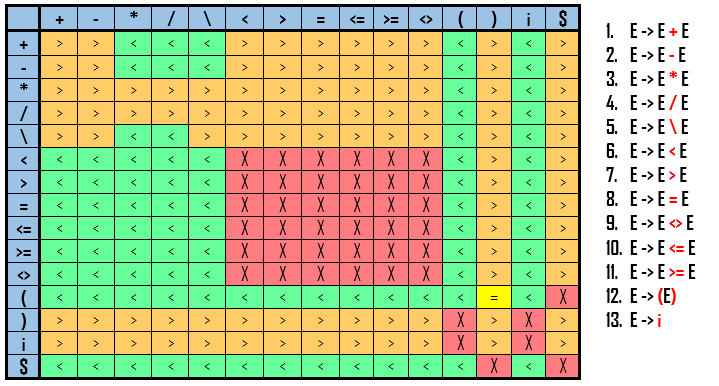 + - * / \ < > = <= >= <> ( ) i $
+ > > < < < > > > > > > < > < >
- > > < < < > > > > > > < > < >
* > > > > > > > > > > > < > < >
/ > > > > > > > > > > > < > < >
\ > > < < > > > > > > > < > < >
< < < < < < X X X X X X < > < >
> < < < < < X X X X X X < > < >
= < < < < < X X X X X X < > < >
<= < < < < < X X X X X X < > < >
>= < < < < < X X X X X X < > < >
<> < < < < < X X X X X X < > < >
( < < < < < < < < < < < < = < X
) > > > > > > > > > > > X > X >
i > > > > > > > > > > > X > X >
$ < < < < < < < < < < < < X < X
1. E -> E + E
2. E -> E - E
3. E -> E * E
4. E -> E / E
5. E -> E \ E
6. E -> E < E
7. E -> E > E
8. E -> E = E
9. E -> E <> E
10. E -> E <= E
11. E -> E >= E
12. E -> (E)
13. E -> i